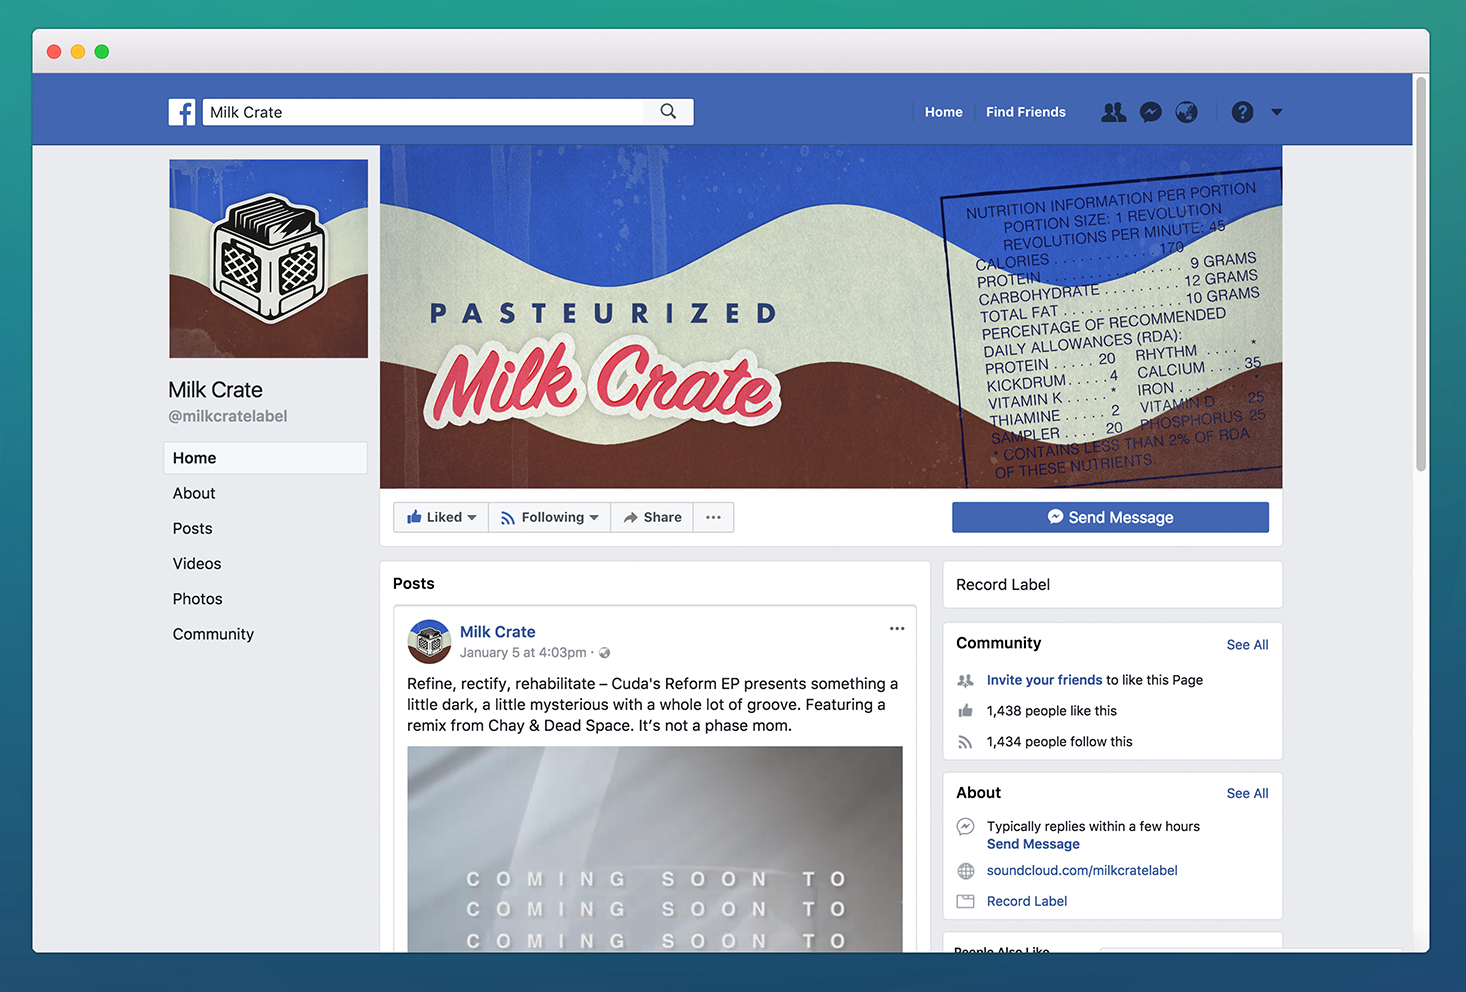 Milk Crate
Home
Find Friends
PASTEURIZED
Milk Crate
NUTRITION INFORMATION PER PORTION
PORTION SIZE: 1 REVOLUTION
REVOLUTIONS PER MINUTE: 45
CALORIES . . . . . . . . . . . . 170
PROTEIN . . . . . . . . . . . . . . . . 9 GRAMS
CARBOHYDRATE . . . . . . . . . 12 GRAMS
TOTAL FAT . . . . . . . . . . . . . 10 GRAMS
PERCENTAGE OF RECOMMENDED
DAILY ALLOWANCES (RDA):
PROTEIN . . . . . 20 RHYTHM . . . . *
KICKDRUM . . . . . 4 CALCIUM . . . . 35
VITAMIN K . . . . . * IRON . . . . . . . *
THIAMINE . . . . 2 VITAMIN D . . . 25
SAMPLER . . . . 20 PHOSPHORUS 25
* CONTAINS LESS THAN 2% OF RDA
OF THESE NUTRIENTS.
Milk Crate
@milkcratelabel
Home
About
Posts
Videos
Photos
Community
Liked
Following
Share
Send Message
Posts
Milk Crate
January 5 at 4:03pm ·
Refine, rectify, rehabilitate – Cuda's Reform EP presents something a
little dark, a little mysterious with a whole lot of groove. Featuring a
remix from Chay & Dead Space. It's not a phase mom.
COMING SOON TO
COMING SOON TO
COMING SOON TO
Record Label
Community
See All
Invite your friends to like this Page
1,438 people like this
1,434 people follow this
About
See All
Typically replies within a few hours
Send Message
soundcloud.com/milkcratelabel
Record Label
People Also Like